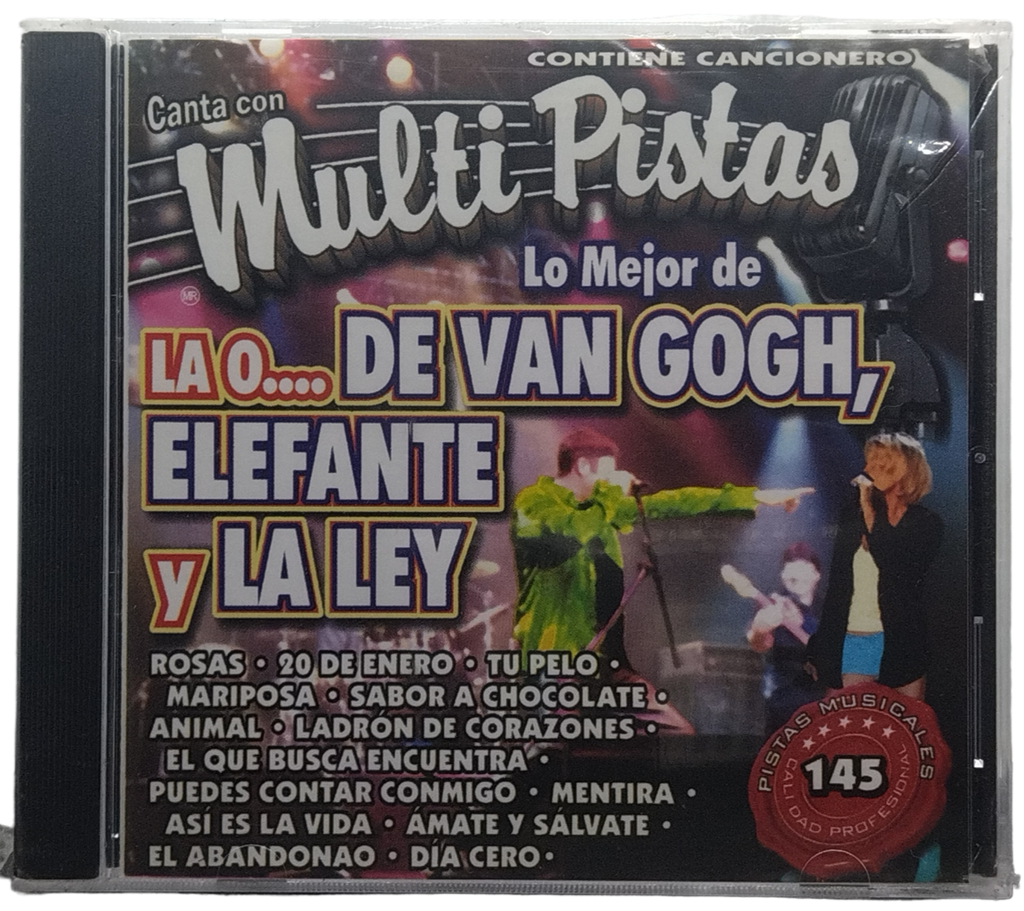 CONTIENE CANCIONERO
Canta con
Multi Pistas
MR
Lo Mejor de
LA O.... DE VAN GOGH,
ELEFANTE
y LA LEY
ROSAS • 20 DE ENERO • TU PELO •
MARIPOSA • SABOR A CHOCOLATE •
ANIMAL • LADRÓN DE CORAZONES •
EL QUE BUSCA ENCUENTRA •
PUEDES CONTAR CONMIGO • MENTIRA •
ASÍ ES LA VIDA • ÁMATE Y SÁLVATE •
EL ABANDONAO • DÍA CERO •
PISTAS MUSICALES
145
CALIDAD PROFESIONAL